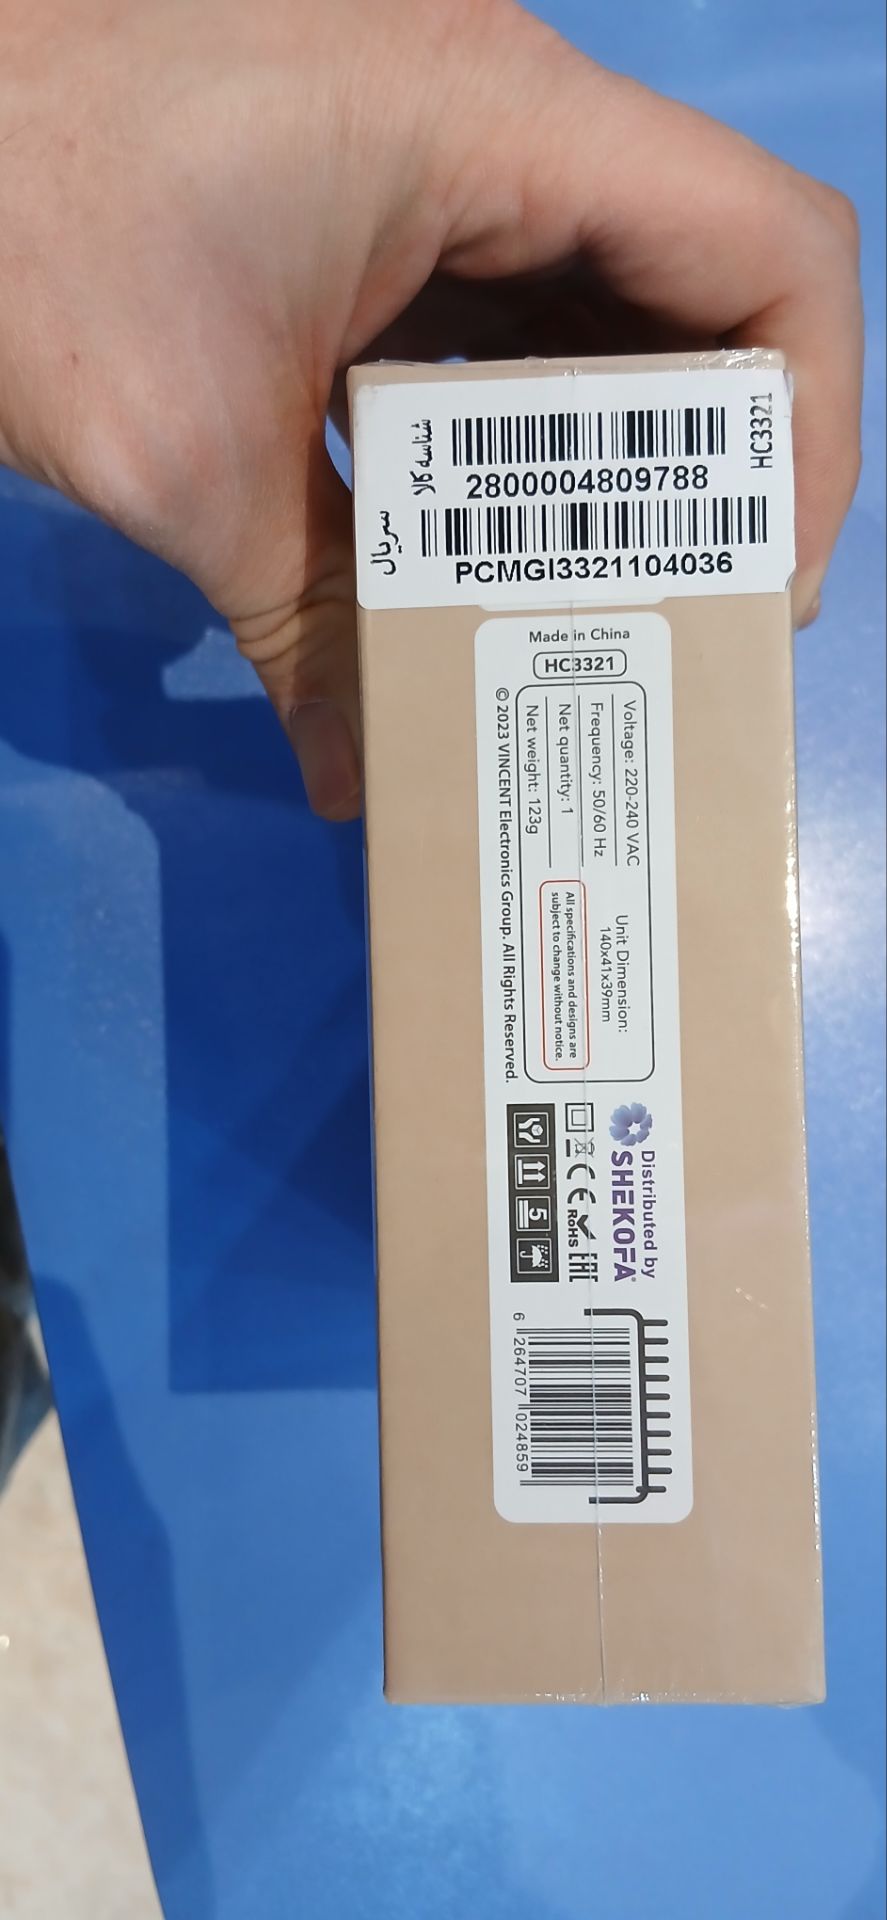 HC3321
شناسه کالا
2800004809788
سریال
PCMGI3321104036
Made in China
HC3321
Voltage: 220-240 VAC
Frequency: 50/60 Hz
Net quantity: 1
Net weight: 123g
Unit Dimension:
140x41x39mm
All specifications and designs are
subject to change without notice.
© 2023 VINCENT Electronics Group. All Rights Reserved.
Distributed by
SHEKOFA
CE RoHS EAC
5
6 264707 024859